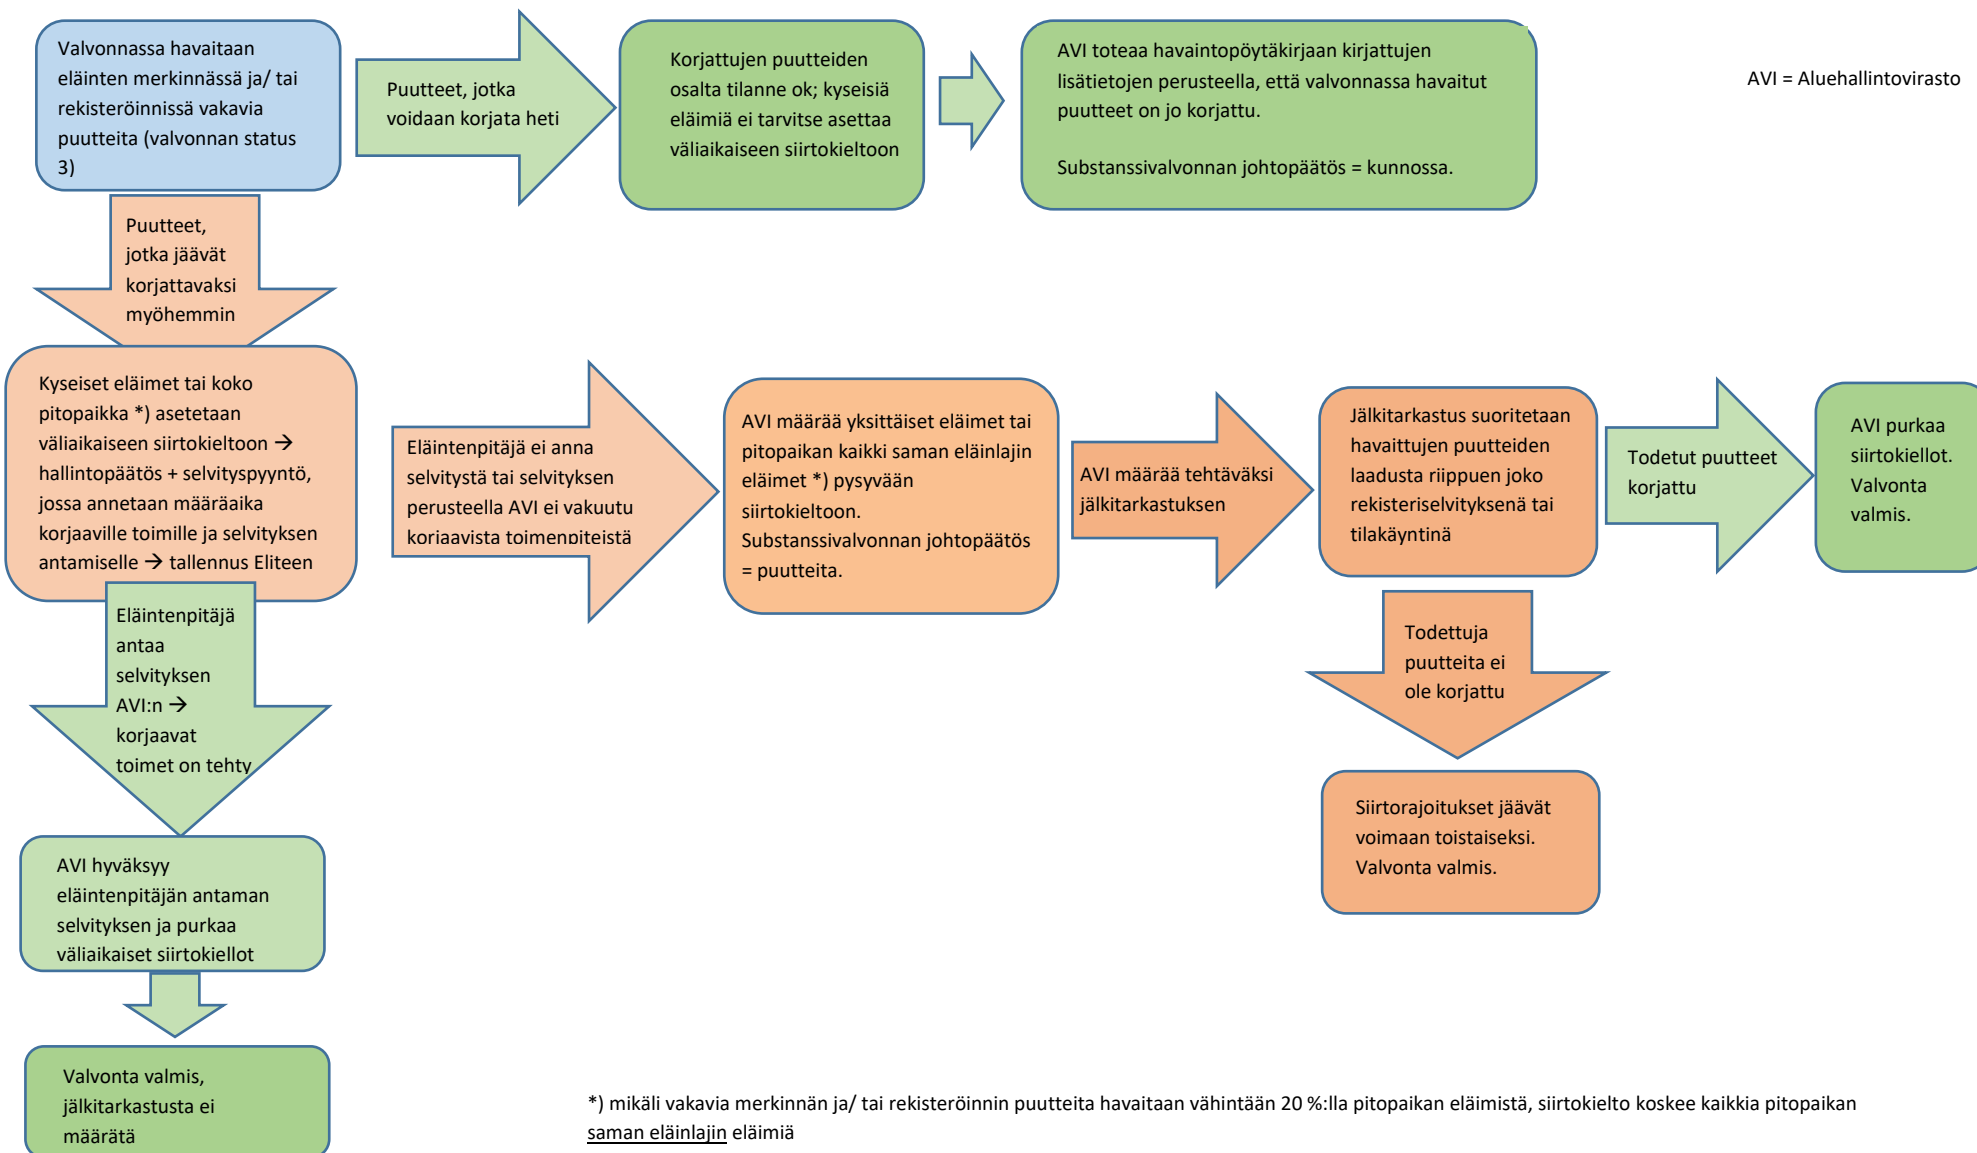 Valvonnassa havaitaan
eläinten merkinnässä ja/ tai
rekisteröinnissä vakavia
puutteita (valvonnan status
3)
Puutteet, jotka
voidaan korjata heti
Korjattujen puutteiden
osalta tilanne ok; kyseisiä
eläimiä ei tarvitse asettaa
väliaikaiseen siirtokieltoon
AVI toteaa havaintopöytäkirjaan kirjattujen
lisätietojen perusteella, että valvonnassa havaitut
puutteet on jo korjattu.
Substanssivalvonnan johtopäätös = kunnossa.
AVI = Aluehallintovirasto
Puutteet,
jotka jäävät
korjattavaksi
myöhemmin
Kyseiset eläimet tai koko
pitopaikka *) asetetaan
väliaikaiseen siirtokieltoon →
hallintopäätös + selvityspyyntö,
jossa annetaan määräaika
korjaaville toimille ja selvityksen
antamiselle → tallennus Eliteen
Eläintenpitäjä ei anna
selvitystä tai selvityksen
perusteella AVI ei vakuutu
korjaavista toimenpiteistä
AVI määrää yksittäiset eläimet tai
pitopaikan kaikki saman eläinlajin
eläimet *) pysyvään
siirtokieltoon.
Substanssivalvonnan johtopäätös
= puutteita.
AVI määrää tehtäväksi
jälkitarkastuksen
Jälkitarkastus suoritetaan
havaittujen puutteiden
laadusta riippuen joko
rekisteriselvityksenä tai
tilakäyntinä
Todetut puutteet
korjattu
AVI purkaa
siirtokiellot.
Valvonta
valmis.
Eläintenpitäjä
antaa
selvityksen
AVI:n →
korjaavat
toimet on tehty
Todettuja
puutteita ei
ole korjattu
Siirtorajoitukset jäävät
voimaan toistaiseksi.
Valvonta valmis.
AVI hyväksyy
eläintenpitäjän antaman
selvityksen ja purkaa
väliaikaiset siirtokiellot
Valvonta valmis,
jälkitarkastusta ei
määrätä
*) mikäli vakavia merkinnän ja/ tai rekisteröinnin puutteita havaitaan vähintään 20 %:lla pitopaikan eläimistä, siirtokielto koskee kaikkia pitopaikan
saman eläinlajin eläimiä